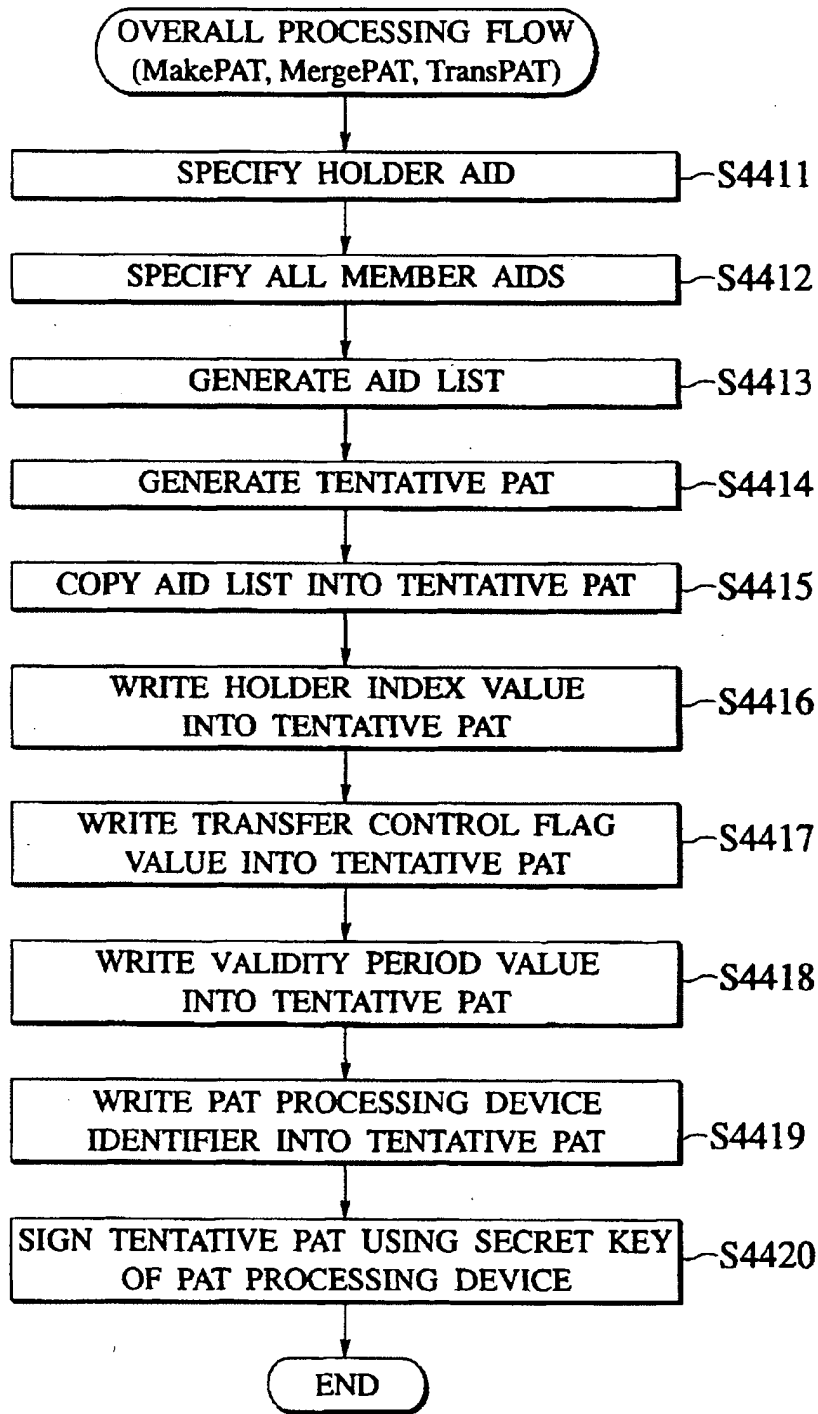 OVERALL PROCESSING FLOW
(MakePAT, MergePAT, TransPAT)
SPECIFY HOLDER AID
S4411
SPECIFY ALL MEMBER AIDS
S4412
GENERATE AID LIST
S4413
GENERATE TENTATIVE PAT
S4414
COPY AID LIST INTO TENTATIVE PAT
S4415
WRITE HOLDER INDEX VALUE
INTO TENTATIVE PAT
S4416
WRITE TRANSFER CONTROL FLAG
VALUE INTO TENTATIVE PAT
S4417
WRITE VALIDITY PERIOD VALUE
INTO TENTATIVE PAT
S4418
WRITE PAT PROCESSING DEVICE
IDENTIFIER INTO TENTATIVE PAT
S4419
SIGN TENTATIVE PAT USING SECRET KEY
OF PAT PROCESSING DEVICE
S4420
END